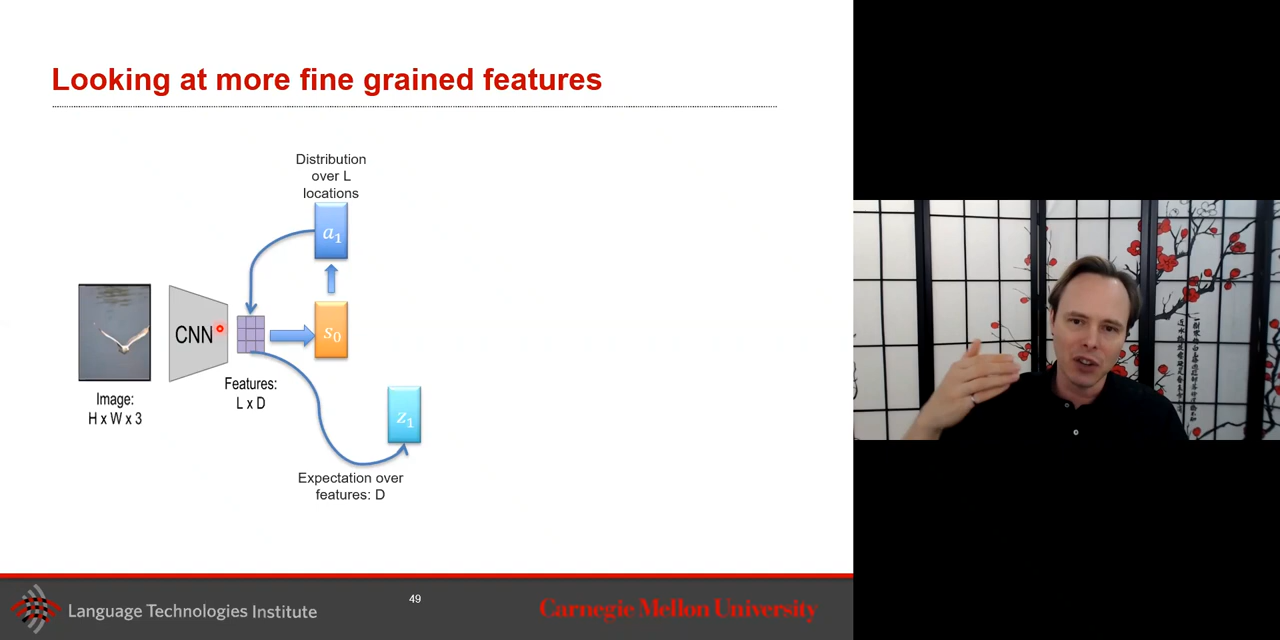 Looking at more fine grained features
Distribution
over L
locations
a₁
CNN
s₀
Features:
L x D
Image:
H x W x 3
z₁
Expectation over
features: D
Language Technologies Institute
49
Carnegie Mellon University